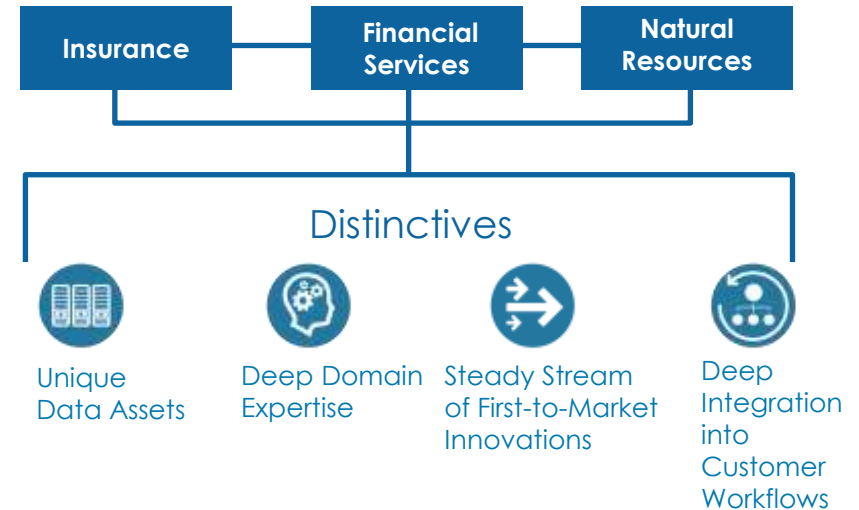 Insurance
Financial
Services
Natural
Resources
Distinctives
Unique
Data Assets
Deep Domain
Expertise
Steady Stream
of First-to-Market
Innovations
Deep
Integration
into
Customer
Workflows